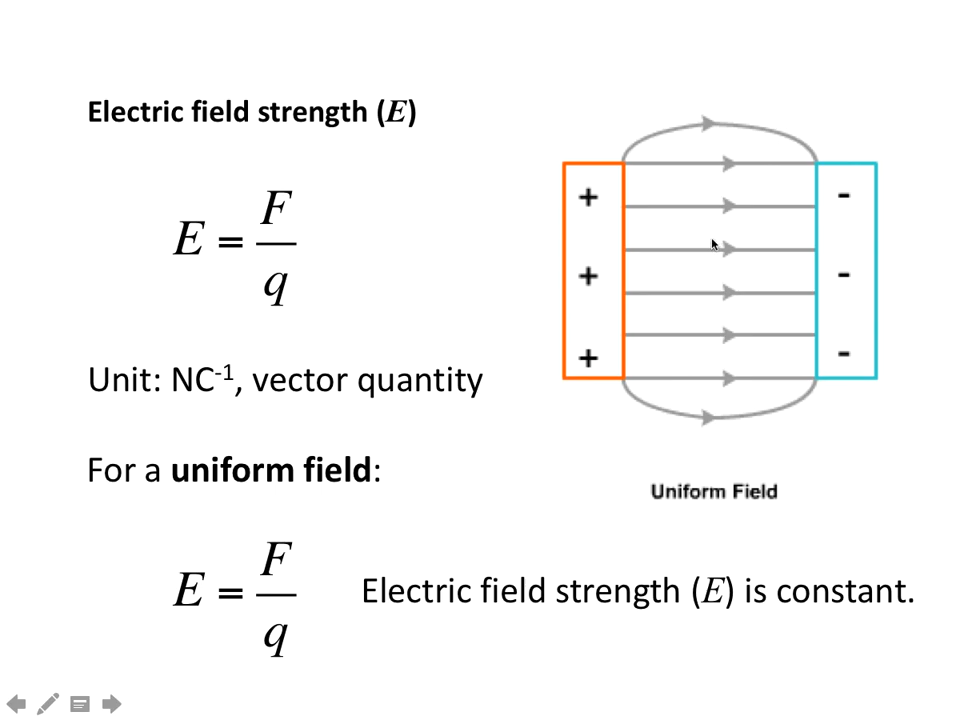 Electric field strength (E)
E = F/q
Unit: NC⁻¹, vector quantity
For a uniform field:
E = F/q
Electric field strength (E) is constant.
+ -
+ -
+ -
Uniform Field